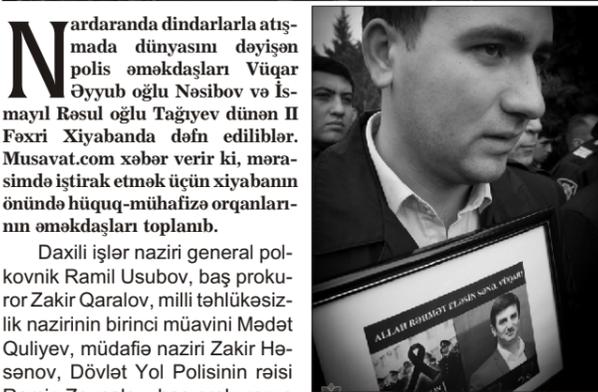 Nardaranda dindarlarla atış-
mada dünyasını dəyişən
polis əməkdaşları Vüqar
Əyyub oğlu Nəsibov və İs-
mayıl Rəsul oğlu Tağıyev dünən II
Fəxri Xiyabanda dəfn ediliblər.
Musavat.com xəbər verir ki, məra-
simdə iştirak etmək üçün xiyabanın
önündə hüquq-mühafizə orqanları-
nın əməkdaşları toplanıb.
Daxili işlər naziri general pol-
kovnik Ramil Usubov, baş proku-
ror Zakir Qaralov, milli təhlükəsiz-
lik nazirinin birinci müavini Mədət
Quliyev, müdafiə naziri Zakir Hə-
sənov, Dövlət Yol Polisinin rəisi
ALLAH RƏHMƏT ELƏSİN SƏNƏ, VÜQAR!